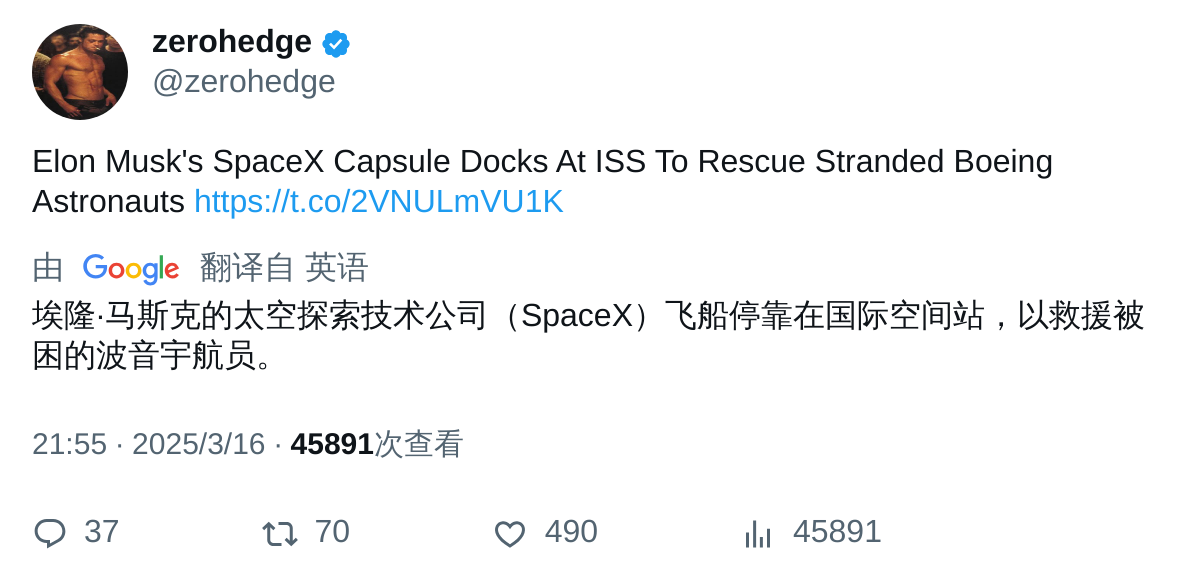 zerohedge
@zerohedge
Elon Musk's SpaceX Capsule Docks At ISS To Rescue Stranded Boeing
Astronauts https://t.co/2VNULmVU1K
由 Google 翻译自 英语
埃隆·马斯克的太空探索技术公司（SpaceX）飞船停靠在国际空间站，以救援被
困的波音宇航员。
21:55 · 2025/3/16 · 45891次查看
37 70 490 45891